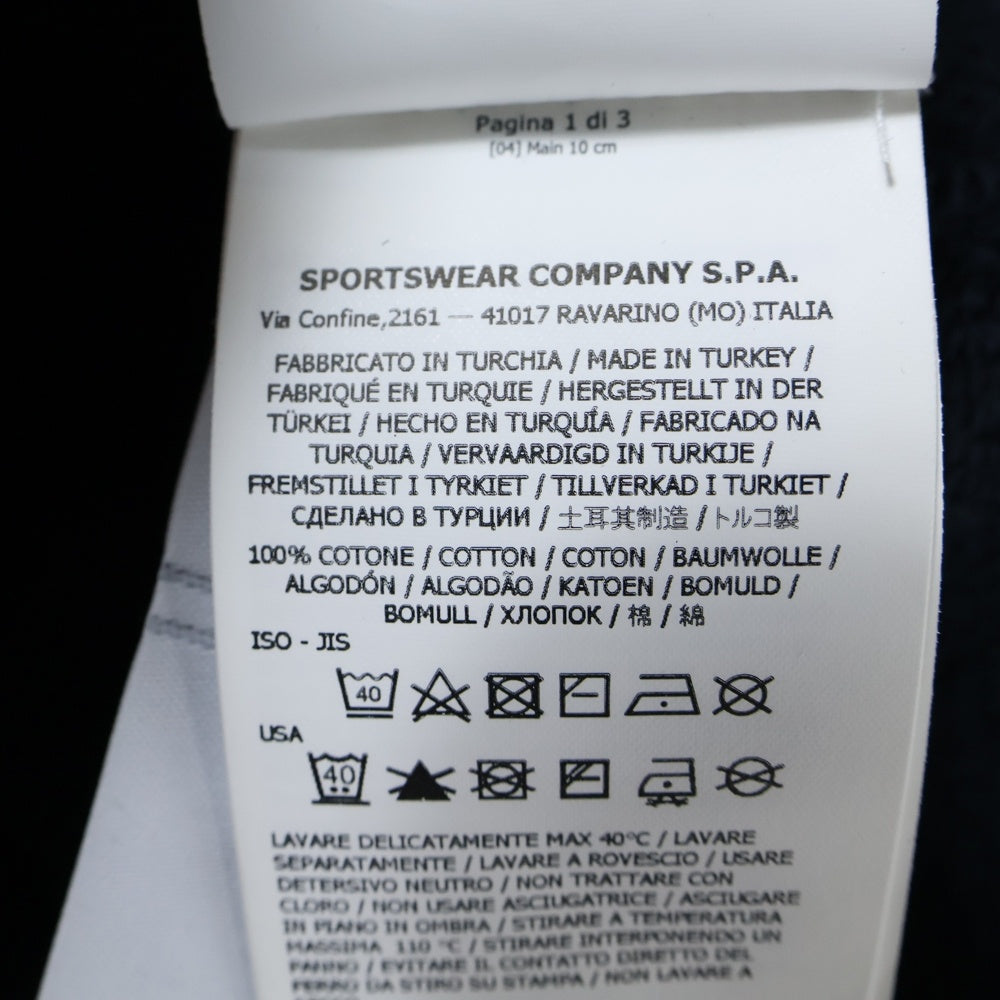 Pagina 1 di 3
[04] Main 10 cm
SPORTSWEAR COMPANY S.P.A.
Via Confine,2161 — 41017 RAVARINO (MO) ITALIA
FABBRICATO IN TURCHIA / MADE IN TURKEY /
FABRIQUÉ EN TURQUIE / HERGESTELLT IN DER
TÜRKEI / HECHO EN TURQUÍA / FABRICADO NA
TURQUIA / VERVAARDIGD IN TURKIJE /
FREMSTILLET I TYRKIET / TILLVERKAD I TURKIET /
СДЕЛАНО В ТУРЦИИ / 土耳其制造 / トルコ製
100% COTONE / COTTON / COTON / BAUMWOLLE /
ALGODÓN / ALGODÃO / KATOEN / BOMULD /
BOMULL / ХЛОПОК / 棉 / 綿
ISO - JIS
40
USA
40
LAVARE DELICATAMENTE MAX 40°C / LAVARE
SEPARATAMENTE / LAVARE A ROVESCIO / USARE
DETERSIVO NEUTRO / NON TRATTARE CON
CLORO / NON USARE ASCIUGATRICE / ASCIUGARE
IN PIANO IN OMBRA / STIRARE A TEMPERATURA
MASSIMA 110 °C / STIRARE INTERPONENDO UN
PANNO / EVITARE IL CONTATTO DIRETTO DEL
FERRO DA STIRO SU STAMPA / NON LAVARE A